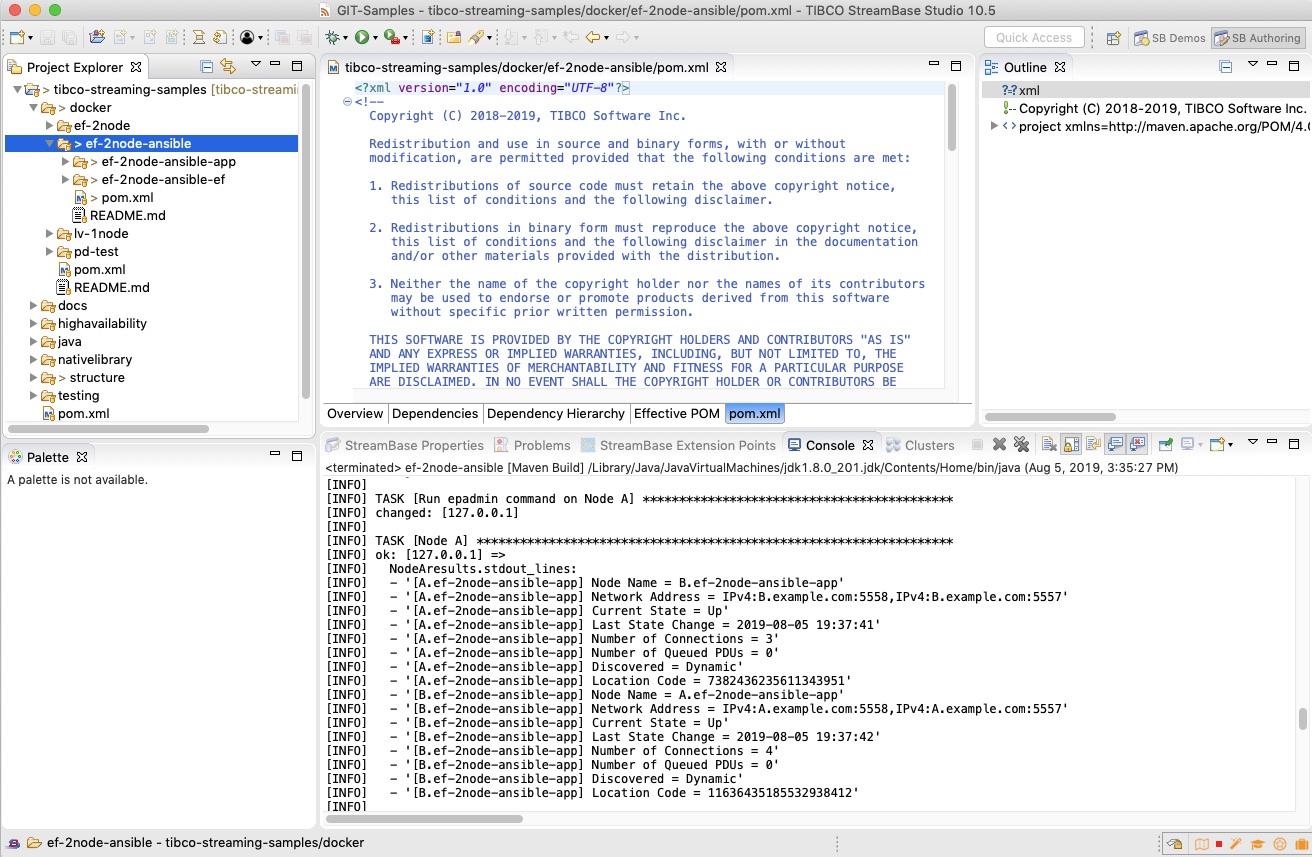 GIT-Samples - tibco-streaming-samples/docker/ef-2node-ansible/pom.xml - TIBCO StreamBase Studio 10.5
Quick Access
SB Demos
SB Authoring
Project Explorer
> tibco-streaming-samples [tibco-streami
> docker
ef-2node
> ef-2node-ansible
> ef-2node-ansible-app
> ef-2node-ansible-ef
> pom.xml
README.md
lv-1node
pd-test
pom.xml
README.md
docs
highavailability
java
nativelibrary
> structure
testing
pom.xml
tibco-streaming-samples/docker/ef-2node-ansible/pom.xml
<?xml version="1.0" encoding="UTF-8"?>
<!--
Copyright (C) 2018-2019, TIBCO Software Inc.
Redistribution and use in source and binary forms, with or without
modification, are permitted provided that the following conditions are met:
1. Redistributions of source code must retain the above copyright notice,
this list of conditions and the following disclaimer.
2. Redistributions in binary form must reproduce the above copyright notice,
this list of conditions and the following disclaimer in the documentation
and/or other materials provided with the distribution.
3. Neither the name of the copyright holder nor the names of its contributors
may be used to endorse or promote products derived from this software
without specific prior written permission.
THIS SOFTWARE IS PROVIDED BY THE COPYRIGHT HOLDERS AND CONTRIBUTORS "AS IS"
AND ANY EXPRESS OR IMPLIED WARRANTIES, INCLUDING, BUT NOT LIMITED TO, THE
IMPLIED WARRANTIES OF MERCHANTABILITY AND FITNESS FOR A PARTICULAR PURPOSE
ARE DISCLAIMED. IN NO EVENT SHALL THE COPYRIGHT HOLDER OR CONTRIBUTORS BE
Overview Dependencies Dependency Hierarchy Effective POM pom.xml
Outline
?-? xml
!-- Copyright (C) 2018-2019, TIBCO Software Inc.
<> project xmlns=http://maven.apache.org/POM/4.0
Palette
A palette is not available.
StreamBase Properties Problems StreamBase Extension Points Console Clusters
<terminated> ef-2node-ansible [Maven Build] /Library/Java/JavaVirtualMachines/jdk1.8.0_201.jdk/Contents/Home/bin/java (Aug 5, 2019, 3:35:27 PM)
[INFO]
[INFO] TASK [Run epadmin command on Node A] *******************************************
[INFO] changed: [127.0.0.1]
[INFO]
[INFO] TASK [Node A] ******************************************************************
[INFO] ok: [127.0.0.1] =>
[INFO] NodeAresults.stdout_lines:
[INFO] - '[A.ef-2node-ansible-app] Node Name = B.ef-2node-ansible-app'
[INFO] - '[A.ef-2node-ansible-app] Network Address = IPv4:B.example.com:5558,IPv4:B.example.com:5557'
[INFO] - '[A.ef-2node-ansible-app] Current State = Up'
[INFO] - '[A.ef-2node-ansible-app] Last State Change = 2019-08-05 19:37:41'
[INFO] - '[A.ef-2node-ansible-app] Number of Connections = 3'
[INFO] - '[A.ef-2node-ansible-app] Number of Queued PDUs = 0'
[INFO] - '[A.ef-2node-ansible-app] Discovered = Dynamic'
[INFO] - '[A.ef-2node-ansible-app] Location Code = 7382436235611343951'
[INFO] - '[B.ef-2node-ansible-app] Node Name = A.ef-2node-ansible-app'
[INFO] - '[B.ef-2node-ansible-app] Network Address = IPv4:A.example.com:5558,IPv4:A.example.com:5557'
[INFO] - '[B.ef-2node-ansible-app] Current State = Up'
[INFO] - '[B.ef-2node-ansible-app] Last State Change = 2019-08-05 19:37:42'
[INFO] - '[B.ef-2node-ansible-app] Number of Connections = 4'
[INFO] - '[B.ef-2node-ansible-app] Number of Queued PDUs = 0'
[INFO] - '[B.ef-2node-ansible-app] Discovered = Dynamic'
[INFO] - '[B.ef-2node-ansible-app] Location Code = 11636435185532938412'
[INFO]
ef-2node-ansible - tibco-streaming-samples/docker